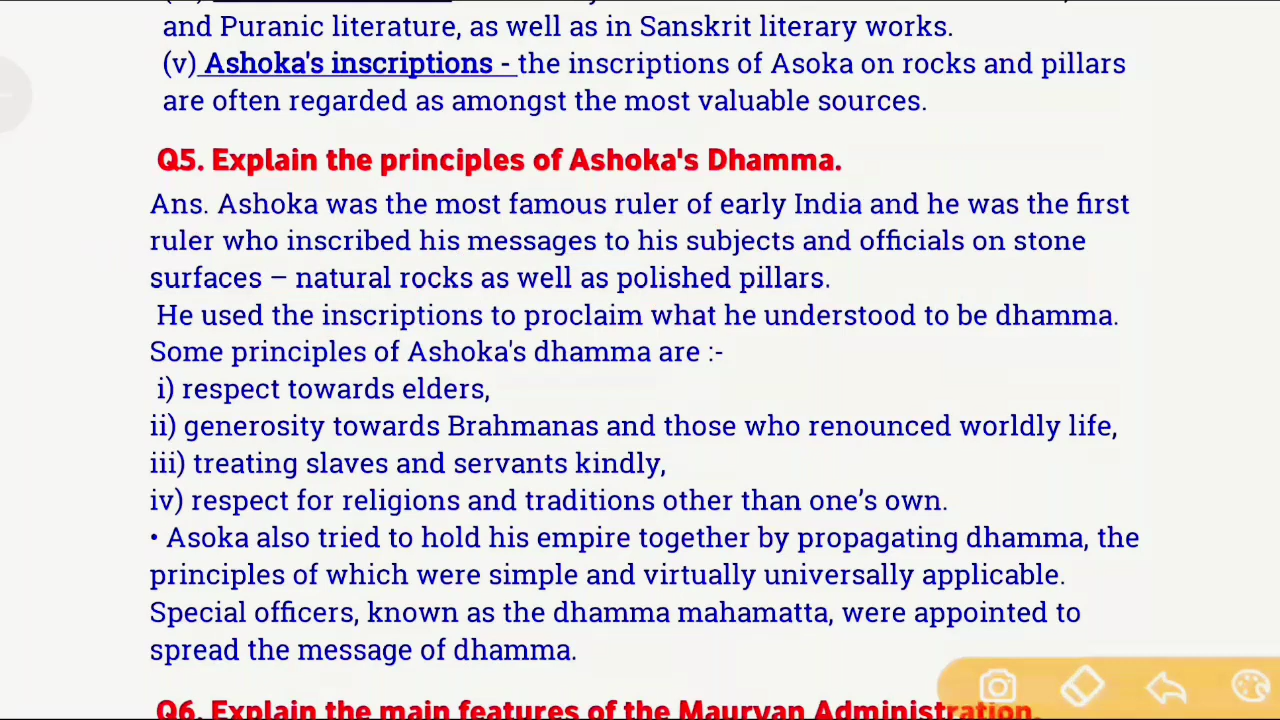 and Puranic literature, as well as in Sanskrit literary works.
(v) Ashoka's inscriptions - the inscriptions of Asoka on rocks and pillars
are often regarded as amongst the most valuable sources.
Q5. Explain the principles of Ashoka's Dhamma.
Ans. Ashoka was the most famous ruler of early India and he was the first
ruler who inscribed his messages to his subjects and officials on stone
surfaces – natural rocks as well as polished pillars.
He used the inscriptions to proclaim what he understood to be dhamma.
Some principles of Ashoka's dhamma are :-
i) respect towards elders,
ii) generosity towards Brahmanas and those who renounced worldly life,
iii) treating slaves and servants kindly,
iv) respect for religions and traditions other than one’s own.
• Asoka also tried to hold his empire together by propagating dhamma, the
principles of which were simple and virtually universally applicable.
Special officers, known as the dhamma mahamatta, were appointed to
spread the message of dhamma.
Q6. Explain the main features of the Mauryan Administration.